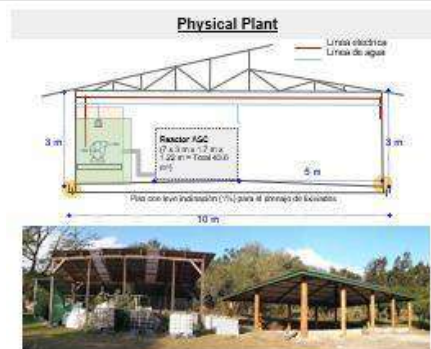 Physical Plant
Línea eléctrica
Línea de agua
3 m
3 m
Reactor
5 m
Piso con leve inclinación (1%) para el drenaje de lixiviados
10 m